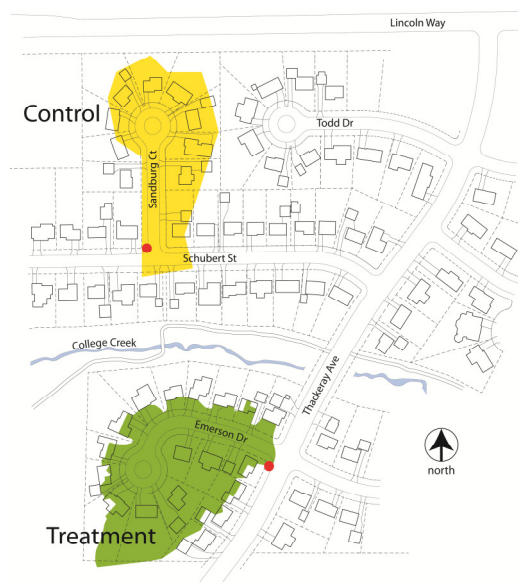 Lincoln Way
Control
Todd Dr
Sandburg Ct
Schubert St
College Creek
Thackeray Ave
Emerson Dr
north
Treatment